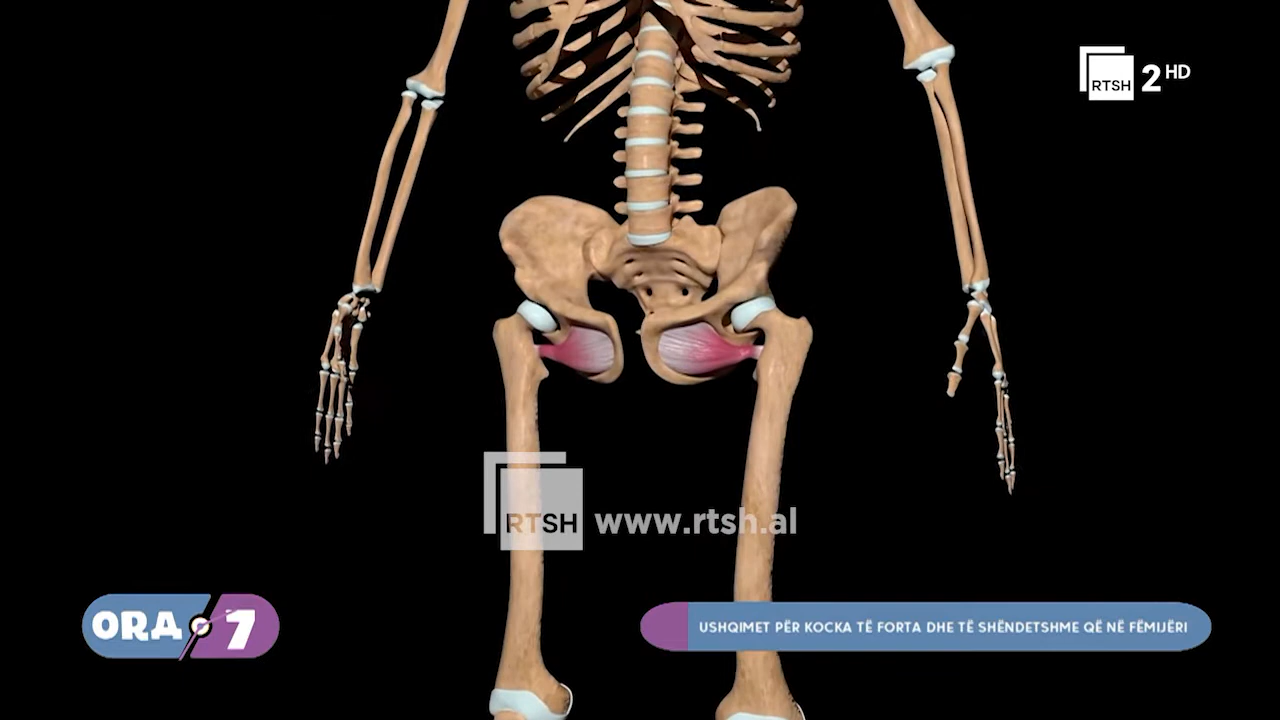 RTSH 2 HD
RTSH www.rtsh.al
ORA 7
USHQIMET PËR KOCKA TË FORTA DHE TË SHËNDETSHME QË NË FËMIJËRI